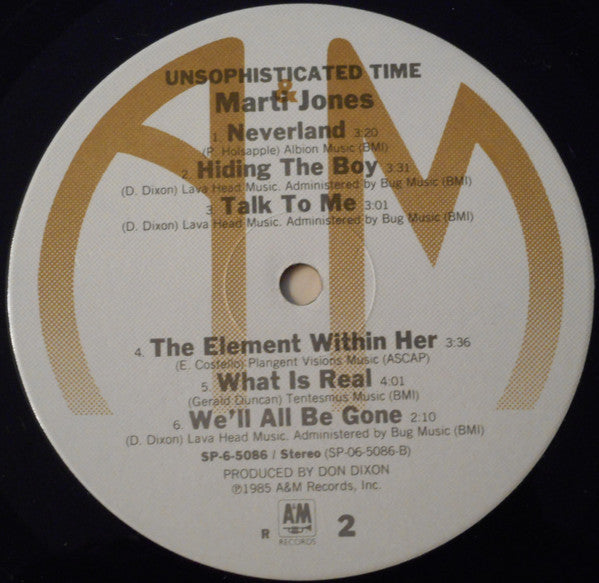 UNSOPHISTICATED TIME
&
Marti Jones
1. Neverland 3:20
(P. Holsapple) Albion Music (BMI)
2. Hiding The Boy 3:31
(D. Dixon) Lava Head Music. Administered by Bug Music (BMI)
3. Talk To Me 3:01
(D. Dixon) Lava Head Music. Administered by Bug Music (BMI)
4. The Element Within Her 3:36
(E. Costello) Plangent Visions Music (ASCAP)
5. What Is Real 4:01
(Gerald Duncan) Tentesmus Music (BMI)
6. We'll All Be Gone 2:10
(D. Dixon) Lava Head Music. Administered by Bug Music (BMI)
SP-6-5086 / Stereo (SP-06-5086-B)
PRODUCED BY DON DIXON
℗1985 A&M Records, Inc.
R A&M 2
RECORDS